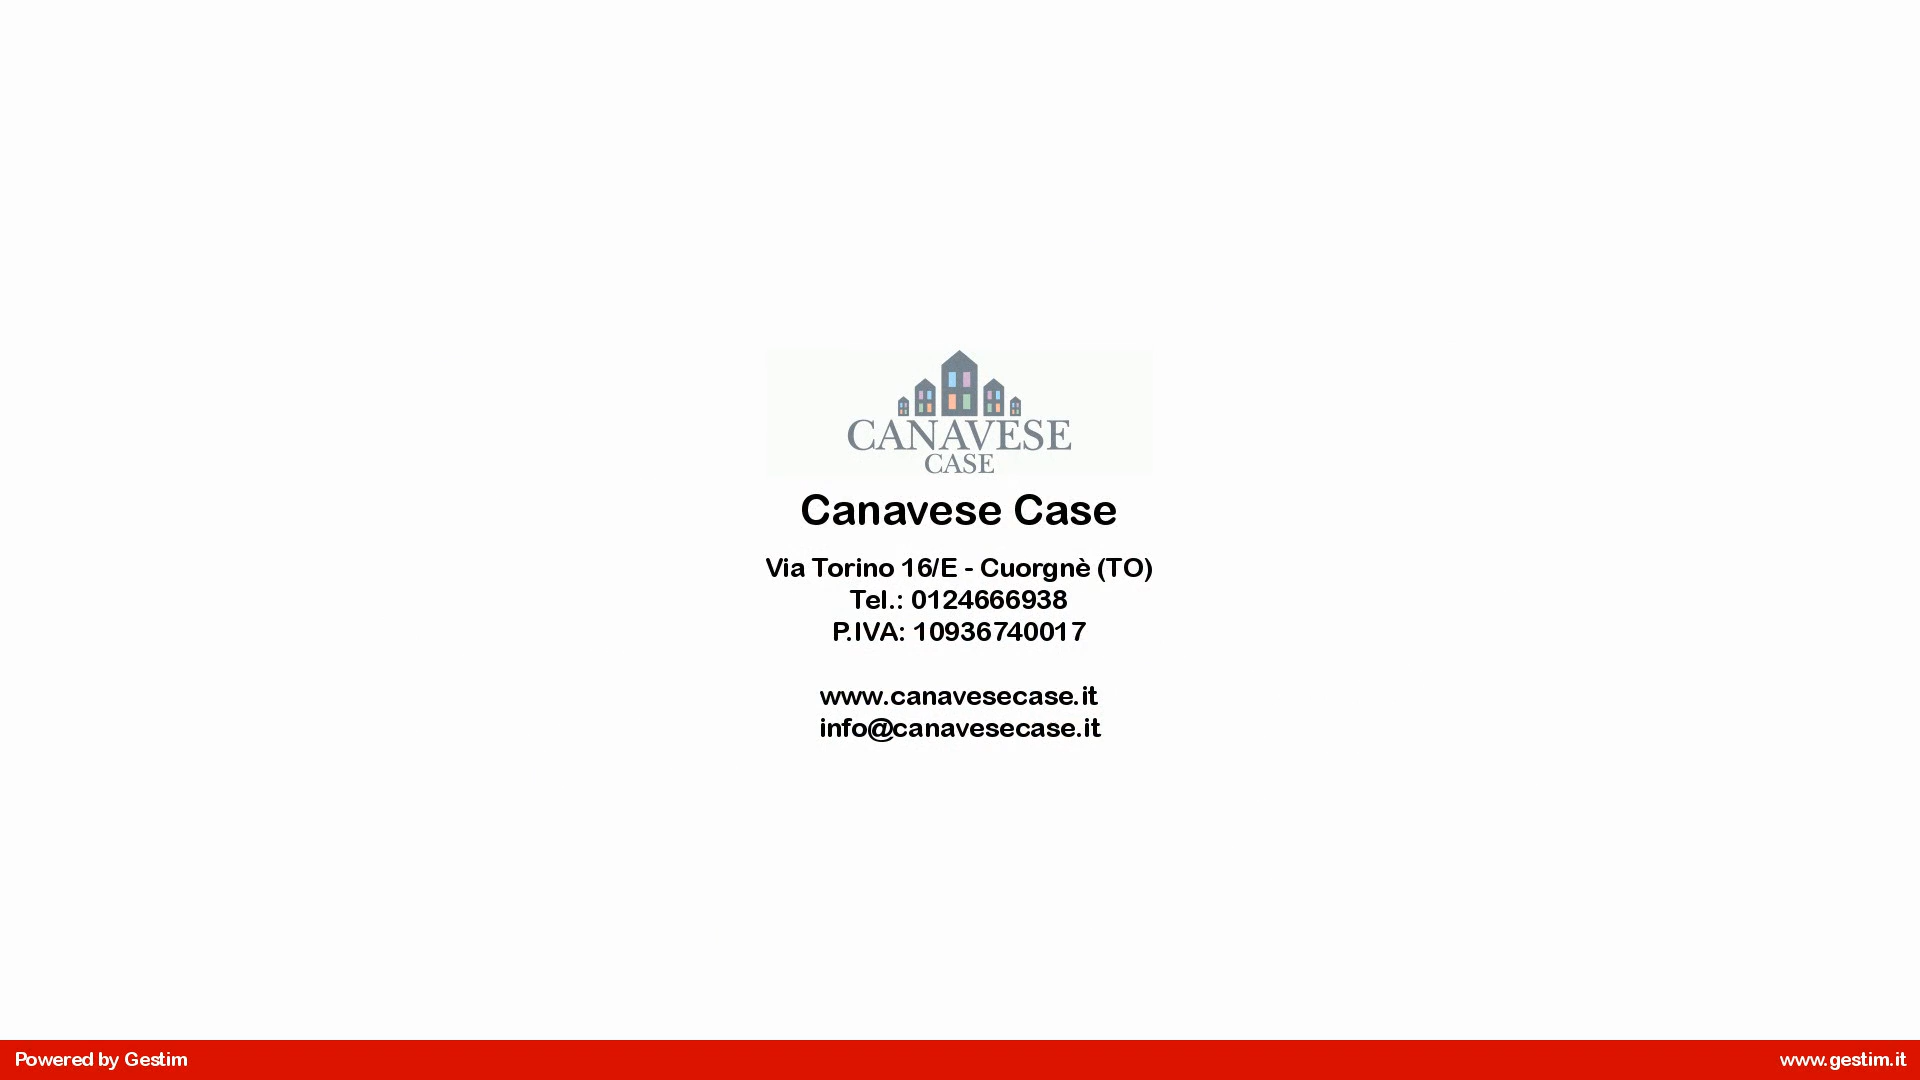 CANAVESE
CASE
Canavese Case
Via Torino 16/E - Cuorgnè (TO)
Tel.: 0124666938
P.IVA: 10936740017
www.canavesecase.it
info@canavesecase.it
Powered by Gestim
www.gestim.it